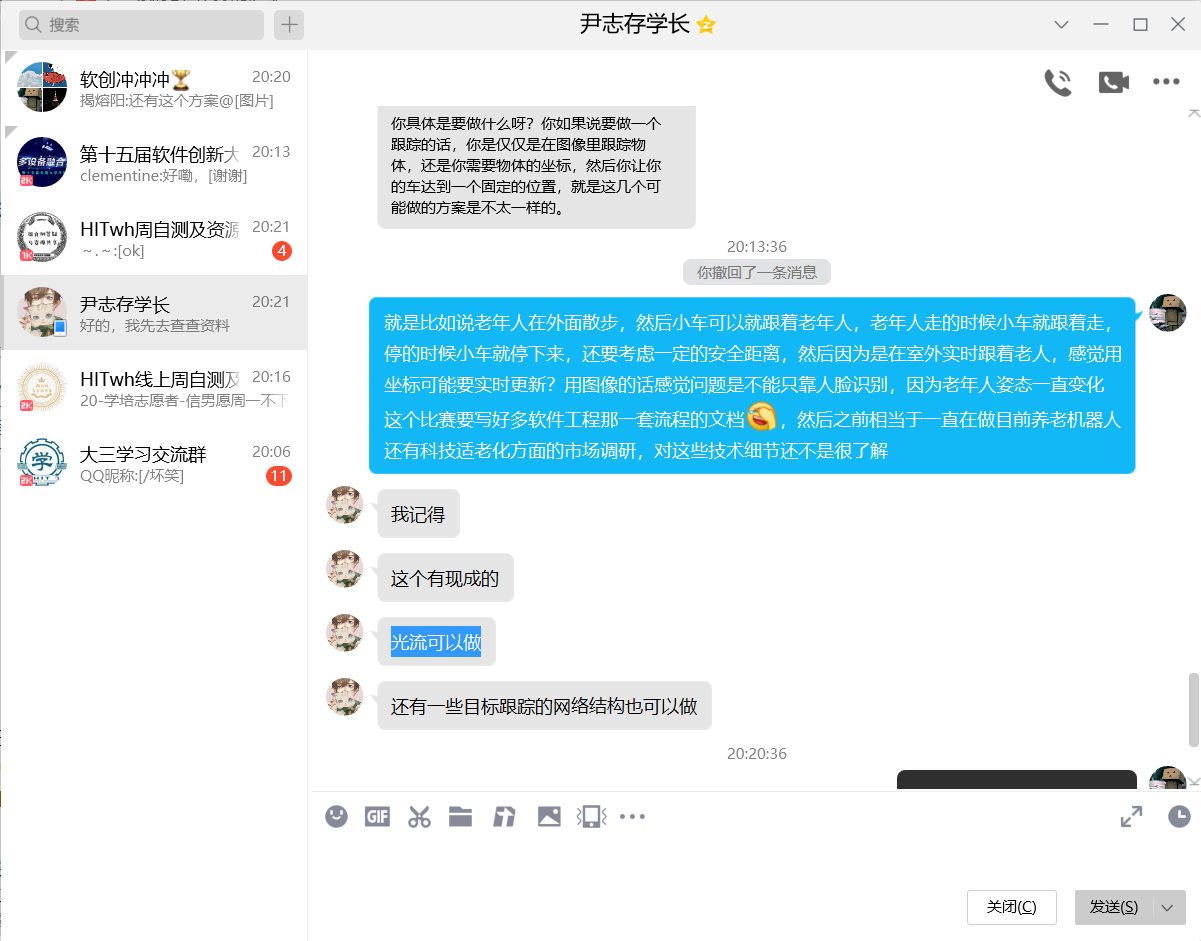 搜索
尹志存学长
软创冲冲冲
20:20
揭熔阳:还有这个方案@[图片]
第十五届软件创新大
20:13
clementine:好嘞，[谢谢]
多设备融合
2K
HITwh周自测及资源
20:21
～.～:[ok]
4
1K
尹志存学长
20:21
好的，我先去查查资料
HITwh线上周自测及
20:16
20-学培志愿者-信男愿周一不下
2K
大三学习交流群
20:06
QQ昵称:[/坏笑]
11
学
2K
你具体是要做什么呀？你如果说要做一个
跟踪的话，你是仅仅是在图像里跟踪物
体，还是你需要物体的坐标，然后你让你
的车达到一个固定的位置，就是这几个可
能做的方案是不太一样的。
20:13:36
你撤回了一条消息
就是比如说老年人在外面散步，然后小车可以就跟着老年人，老年人走的时候小车就跟着走，
停的时候小车就停下来，还要考虑一定的安全距离，然后因为是在室外实时跟着老人，感觉用
坐标可能要实时更新？用图像的话感觉问题是不能只靠人脸识别，因为老年人姿态一直变化
这个比赛要写好多软件工程那一套流程的文档，然后之前相当于一直在做目前养老机器人
还有科技适老化方面的市场调研，对这些技术细节还不是很了解
我记得
这个有现成的
光流可以做
还有一些目标跟踪的网络结构也可以做
20:20:36
GIF
关闭(C)
发送(S)